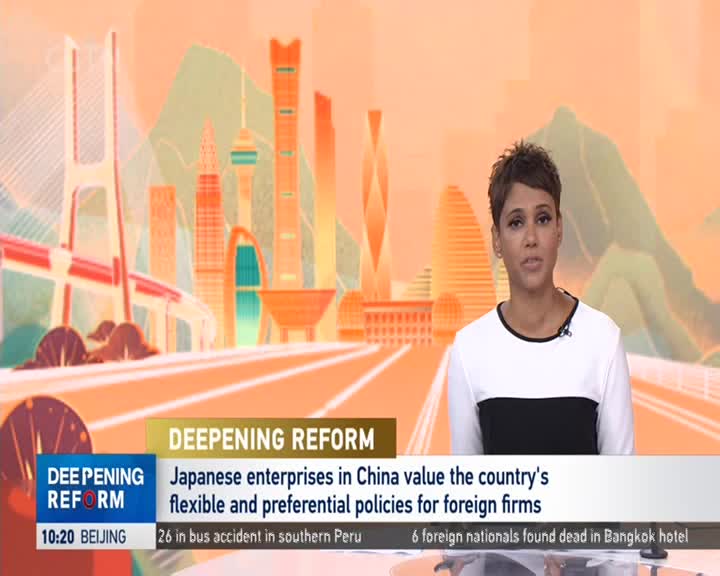 CGTN
DEEPENING REFORM
Japanese enterprises in China value the country's
flexible and preferential policies for foreign firms
DEEPENING
REFORM
10:20 BEIJING
26 in bus accident in southern Peru 6 foreign nationals found dead in Bangkok hotel